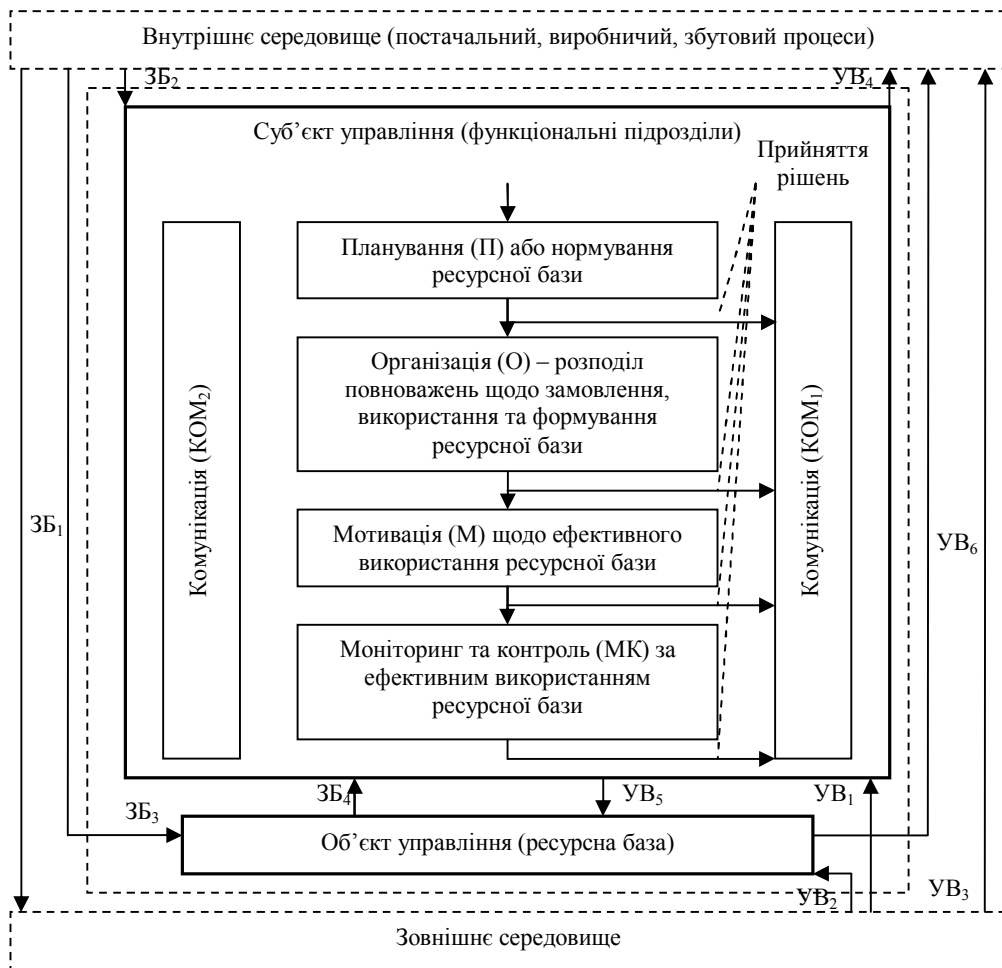 Внутрішнє середовище (постачальний, виробничий, збутовий процеси)
ЗБ₂
УВ₄
Суб’єкт управління (функціональні підрозділи)
Прийняття
рішень
Планування (П) або нормування
ресурсної бази
Організація (О) – розподіл
повноважень щодо замовлення,
використання та формування
ресурсної бази
Комунікація (КОМ₂)
Комунікація (КОМ₁)
ЗБ₁
УВ₆
Мотивація (М) щодо ефективного
використання ресурсної бази
Моніторинг та контроль (МК) за
ефективним використанням
ресурсної бази
ЗБ₄
УВ₅
УВ₁
ЗБ₃
Об’єкт управління (ресурсна база)
УВ₂
УВ₃
Зовнішнє середовище